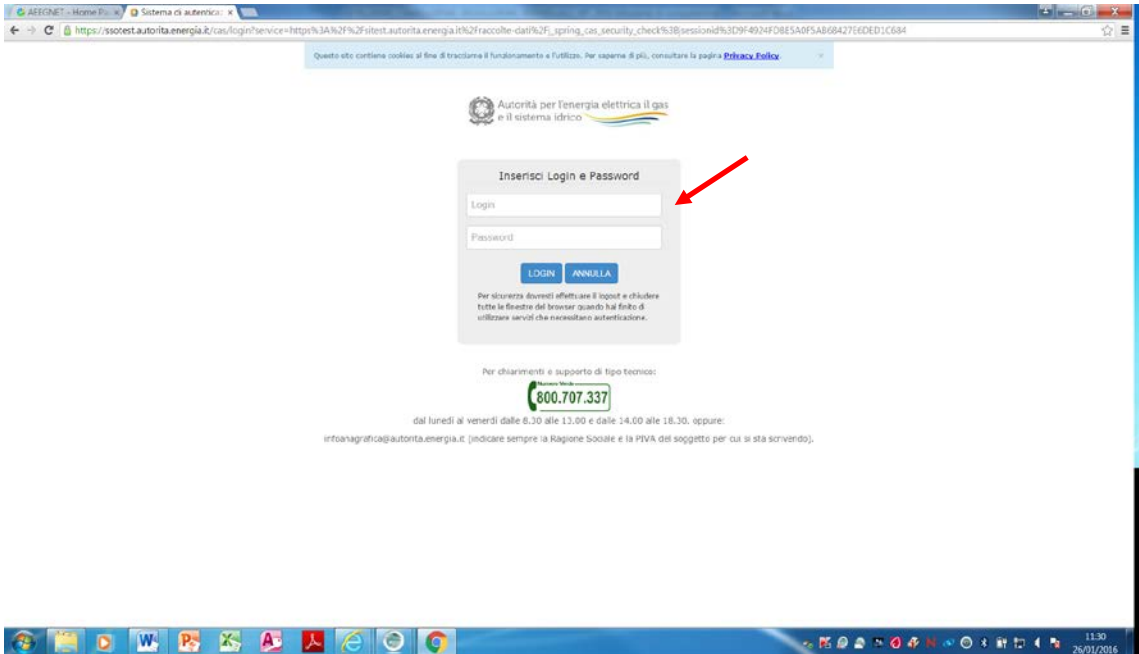 AEEGNET - Home Pa
Sistema di autentica
https://ssotest.autorita.energia.it/cas/login?service=https%3A%2F%2Fsitest.autorita.energia.it%2Fraccolte-dati%2Fj_spring_cas_security_check%3Bjsessionid%3D9F4924FD8E5A0F5AB68427E6DED1C684
Questo sito contiene cookies al fine di tracciarne il funzionamento e l'utilizzo. Per saperne di più, consultare la pagina Privacy Policy.
Autorità per l'energia elettrica il gas
e il sistema idrico
Inserisci Login e Password
Login
Password
LOGIN ANNULLA
Per sicurezza dovresti effettuare il logout e chiudere
tutte le finestre del browser quando hai finito di
utilizzare servizi che necessitano autenticazione.
Per chiarimenti e supporto di tipo tecnico:
Numero Verde
800.707.337
dal lunedì al venerdì dalle 8.30 alle 13.00 e dalle 14.00 alle 18.30, oppure:
infoanagrafica@autorita.energia.it (indicare sempre la Ragione Sociale e la PIVA del soggetto per cui si sta scrivendo).
11:30
26/01/2016